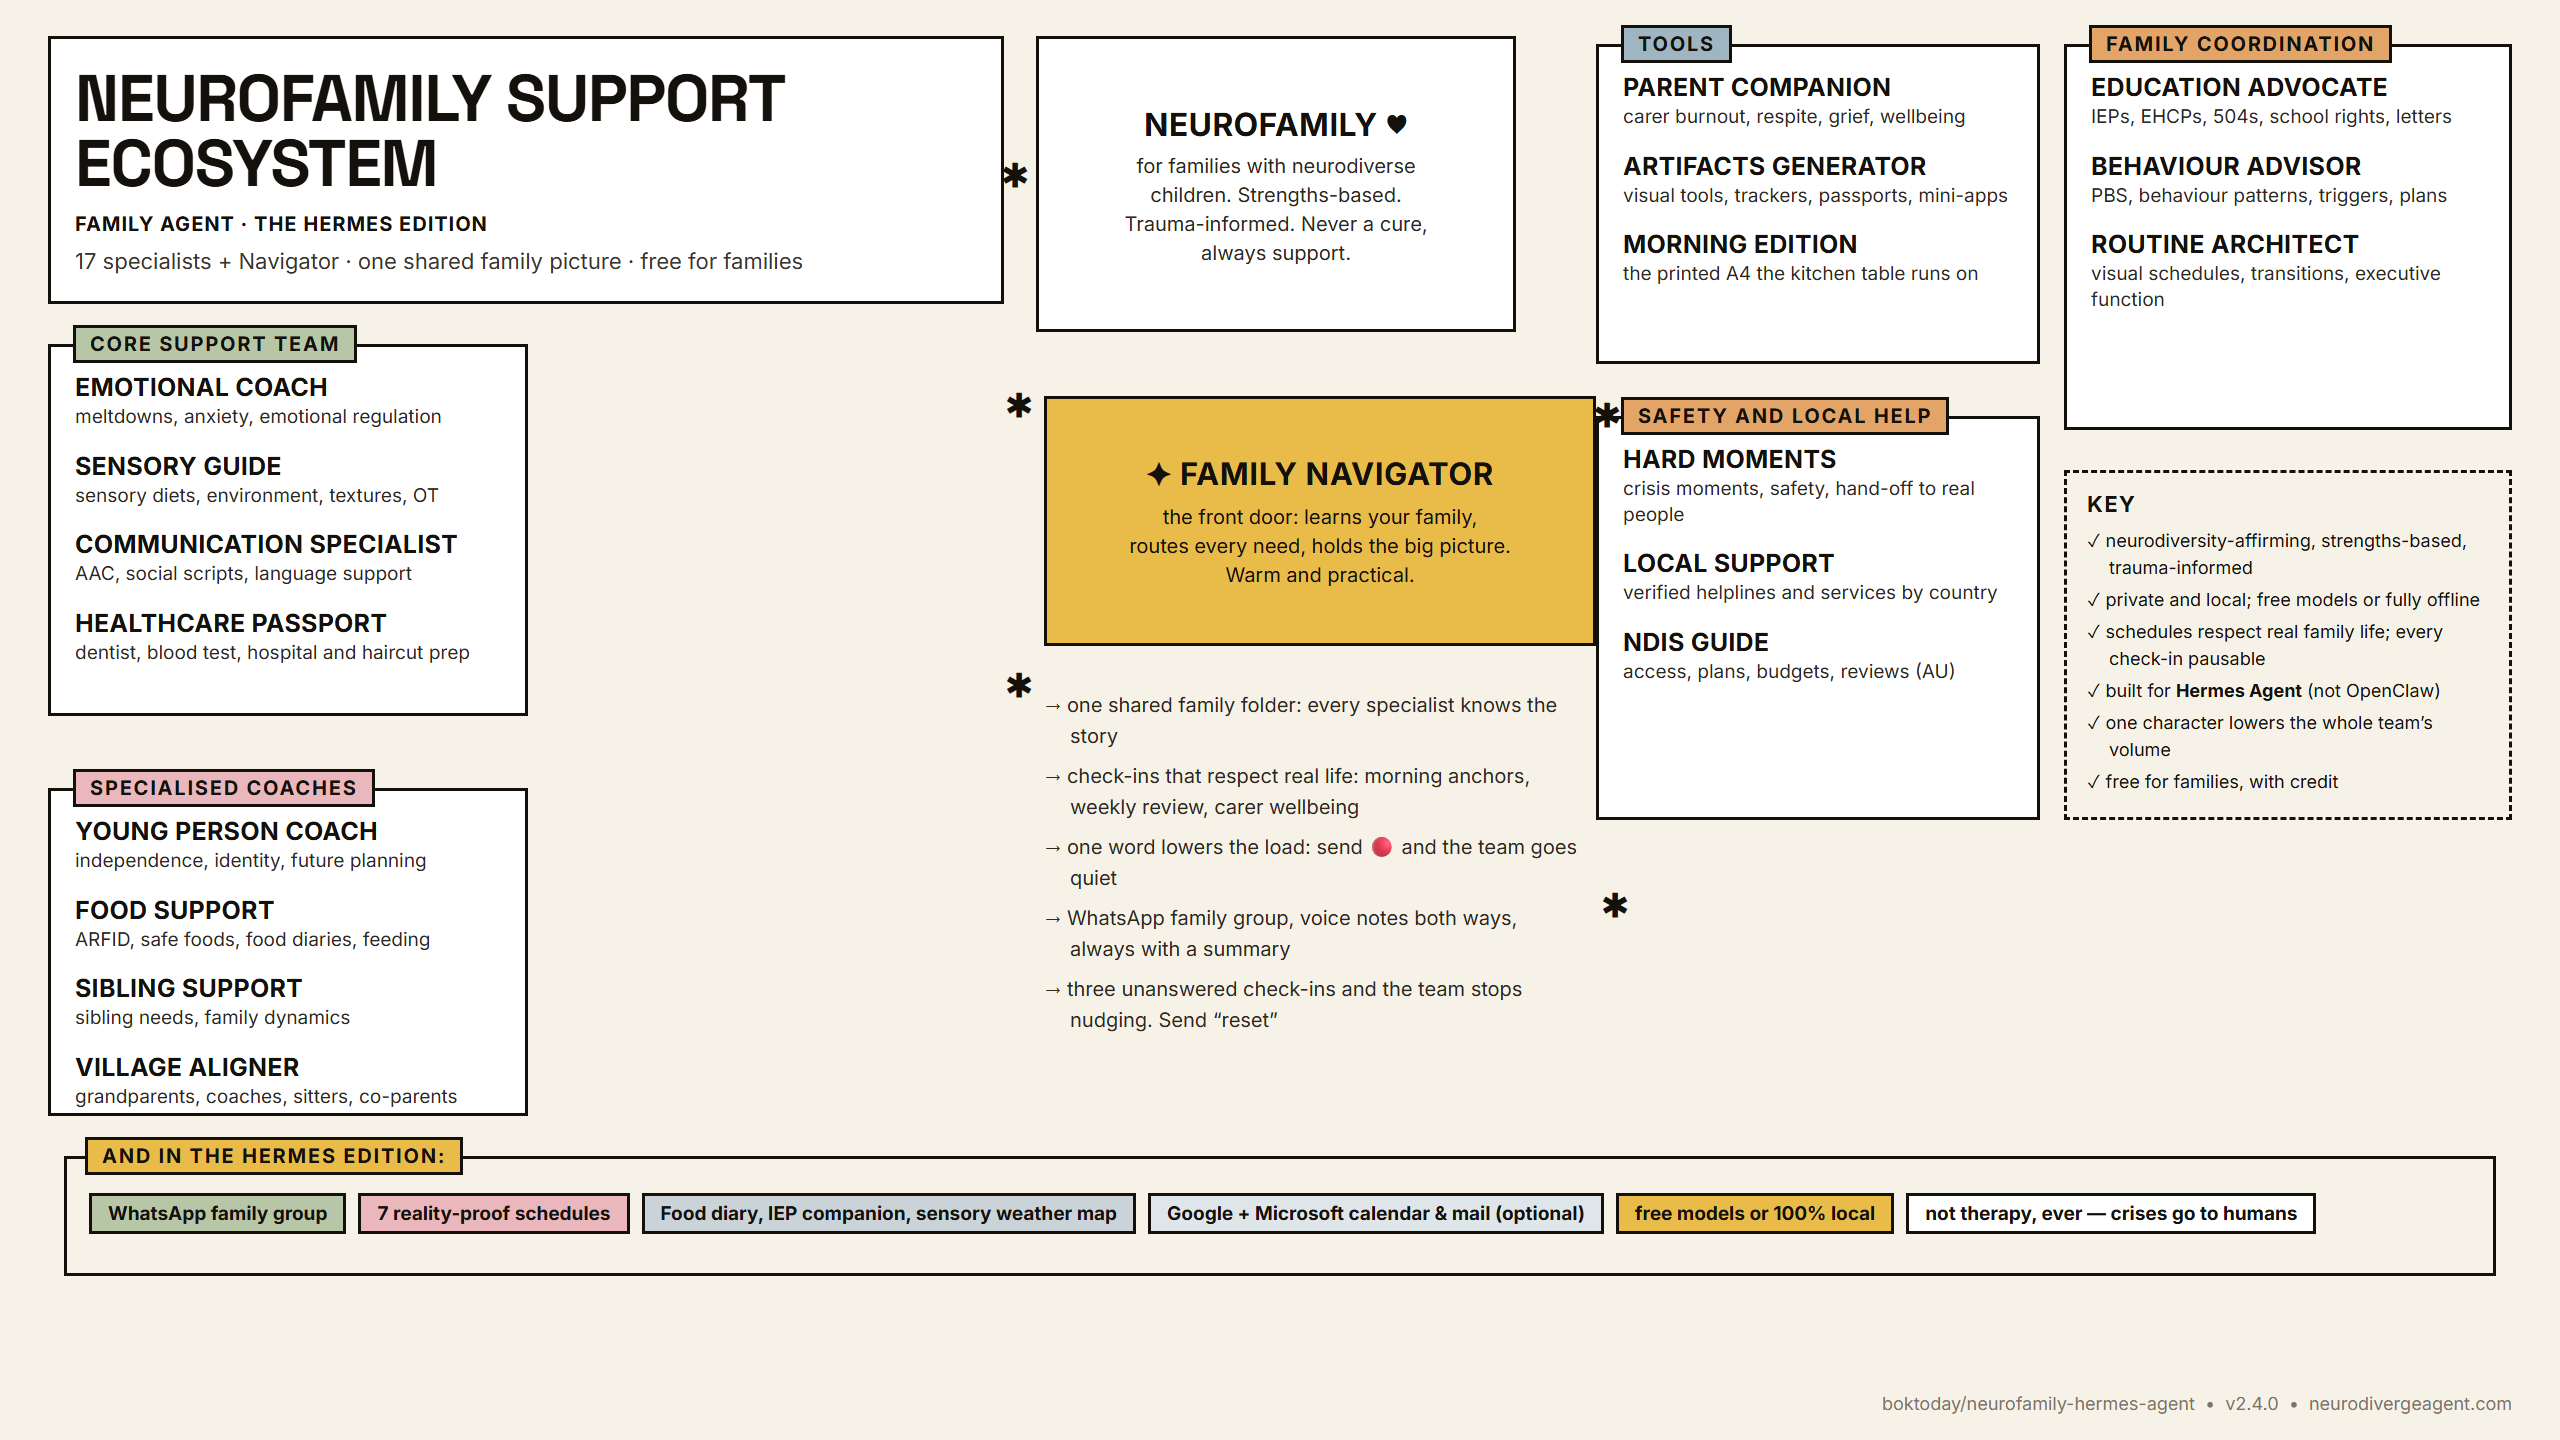 NEUROFAMILY SUPPORT
ECOSYSTEM
FAMILY AGENT · THE HERMES EDITION
17 specialists + Navigator · one shared family picture · free for families
CORE SUPPORT TEAM
EMOTIONAL COACH
meltdowns, anxiety, emotional regulation
SENSORY GUIDE
sensory diets, environment, textures, OT
COMMUNICATION SPECIALIST
AAC, social scripts, language support
HEALTHCARE PASSPORT
dentist, blood test, hospital and haircut prep
SPECIALISED COACHES
YOUNG PERSON COACH
independence, identity, future planning
FOOD SUPPORT
ARFID, safe foods, food diaries, feeding
SIBLING SUPPORT
sibling needs, family dynamics
VILLAGE ALIGNER
grandparents, coaches, sitters, co-parents
NEUROFAMILY ♥
for families with neurodiverse
children. Strengths-based.
Trauma-informed. Never a cure,
always support.
✦ FAMILY NAVIGATOR
the front door: learns your family,
routes every need, holds the big picture.
Warm and practical.
→ one shared family folder: every specialist knows the
story
→ check-ins that respect real life: morning anchors,
weekly review, carer wellbeing
→ one word lowers the load: send 🔴 and the team goes
quiet
→ WhatsApp family group, voice notes both ways,
always with a summary
→ three unanswered check-ins and the team stops
nudging. Send “reset”
TOOLS
PARENT COMPANION
carer burnout, respite, grief, wellbeing
ARTIFACTS GENERATOR
visual tools, trackers, passports, mini-apps
MORNING EDITION
the printed A4 the kitchen table runs on
SAFETY AND LOCAL HELP
HARD MOMENTS
crisis moments, safety, hand-off to real
people
LOCAL SUPPORT
verified helplines and services by country
NDIS GUIDE
access, plans, budgets, reviews (AU)
FAMILY COORDINATION
EDUCATION ADVOCATE
IEPs, EHCPs, 504s, school rights, letters
BEHAVIOUR ADVISOR
PBS, behaviour patterns, triggers, plans
ROUTINE ARCHITECT
visual schedules, transitions, executive
function
KEY
✓ neurodiversity-affirming, strengths-based,
trauma-informed
✓ private and local; free models or fully offline
✓ schedules respect real family life; every
check-in pausable
✓ built for Hermes Agent (not OpenClaw)
✓ one character lowers the whole team’s
volume
✓ free for families, with credit
AND IN THE HERMES EDITION:
WhatsApp family group
7 reality-proof schedules
Food diary, IEP companion, sensory weather map
Google + Microsoft calendar & mail (optional)
free models or 100% local
not therapy, ever — crises go to humans
boktoday/neurofamily-hermes-agent • v2.4.0 • neurodivergeagent.com